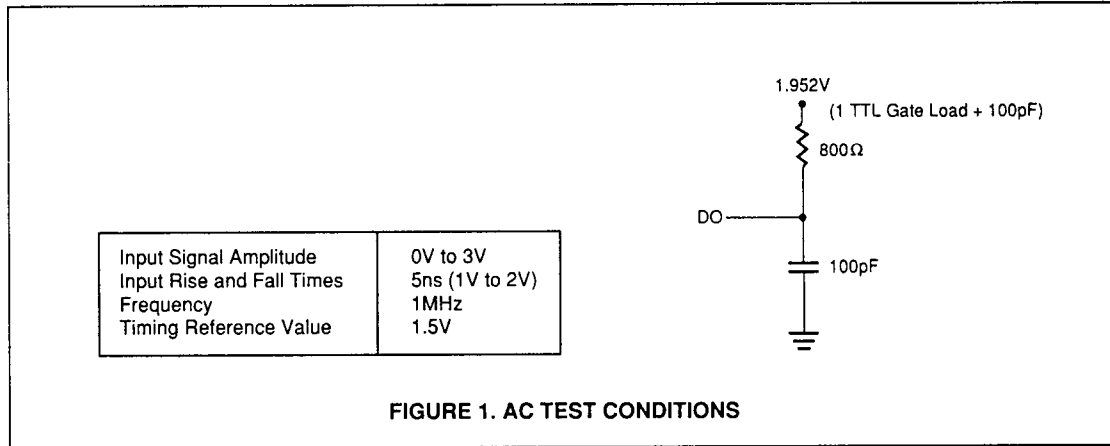 1.952V
(1 TTL Gate Load + 100pF)
800Ω
DO
100pF
Input Signal Amplitude 0V to 3V
Input Rise and Fall Times 5ns (1V to 2V)
Frequency 1MHz
Timing Reference Value 1.5V
FIGURE 1. AC TEST CONDITIONS